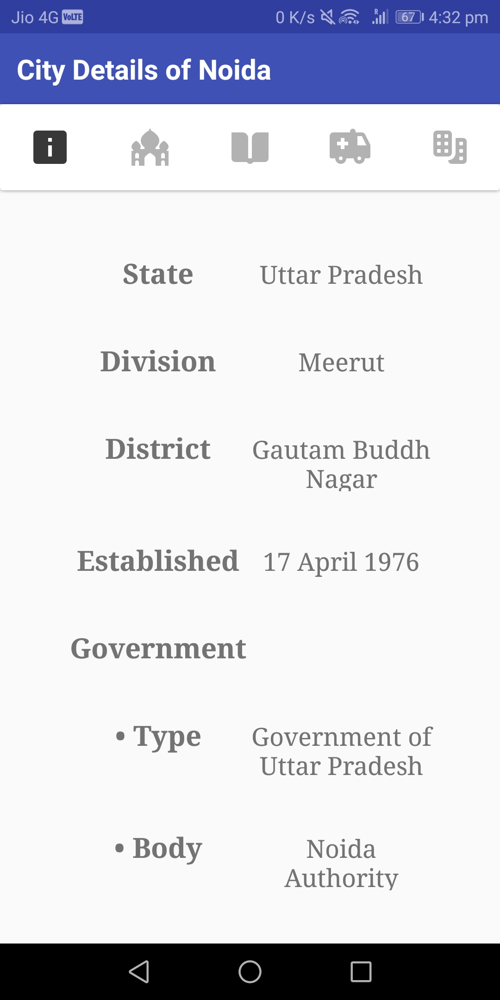 Jio 4G VoLTE 0 K/s R 67 4:32 pm
City Details of Noida
State Uttar Pradesh
Division Meerut
District Gautam Buddh
Nagar
Established 17 April 1976
Government
• Type Government of
Uttar Pradesh
• Body Noida
Authority